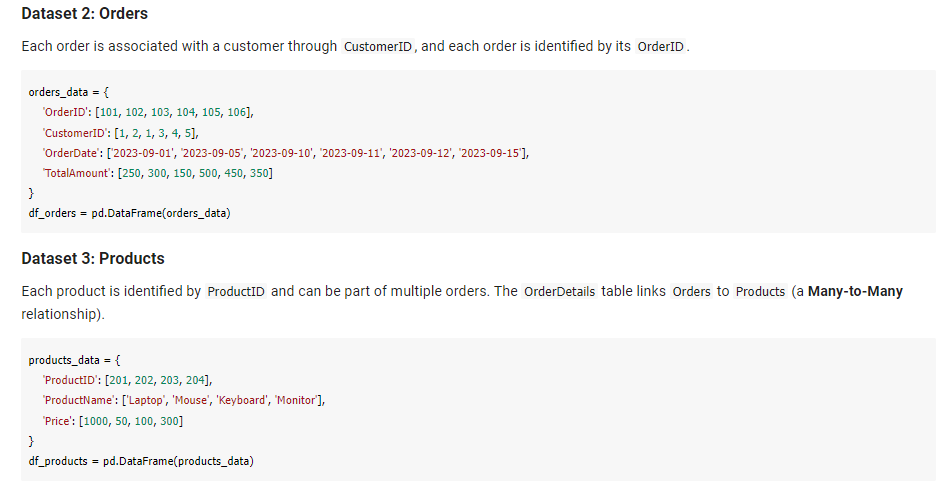 Dataset 2: Orders
Each order is associated with a customer through CustomerID, and each order is identified by its OrderID.
orders_data = {
'OrderID': [101, 102, 103, 104, 105, 106],
'CustomerID': [1, 2, 1, 3, 4, 5],
'OrderDate': ['2023-09-01', '2023-09-05', '2023-09-10', '2023-09-11', '2023-09-12', '2023-09-15'],
'TotalAmount': [250, 300, 150, 500, 450, 350]
}
df_orders = pd.DataFrame(orders_data)
Dataset 3: Products
Each product is identified by ProductID and can be part of multiple orders. The OrderDetails table links Orders to Products (a Many-to-Many
relationship).
products_data = {
'ProductID': [201, 202, 203, 204],
'ProductName': ['Laptop', 'Mouse', 'Keyboard', 'Monitor'],
'Price': [1000, 50, 100, 300]
}
df_products = pd.DataFrame(products_data)